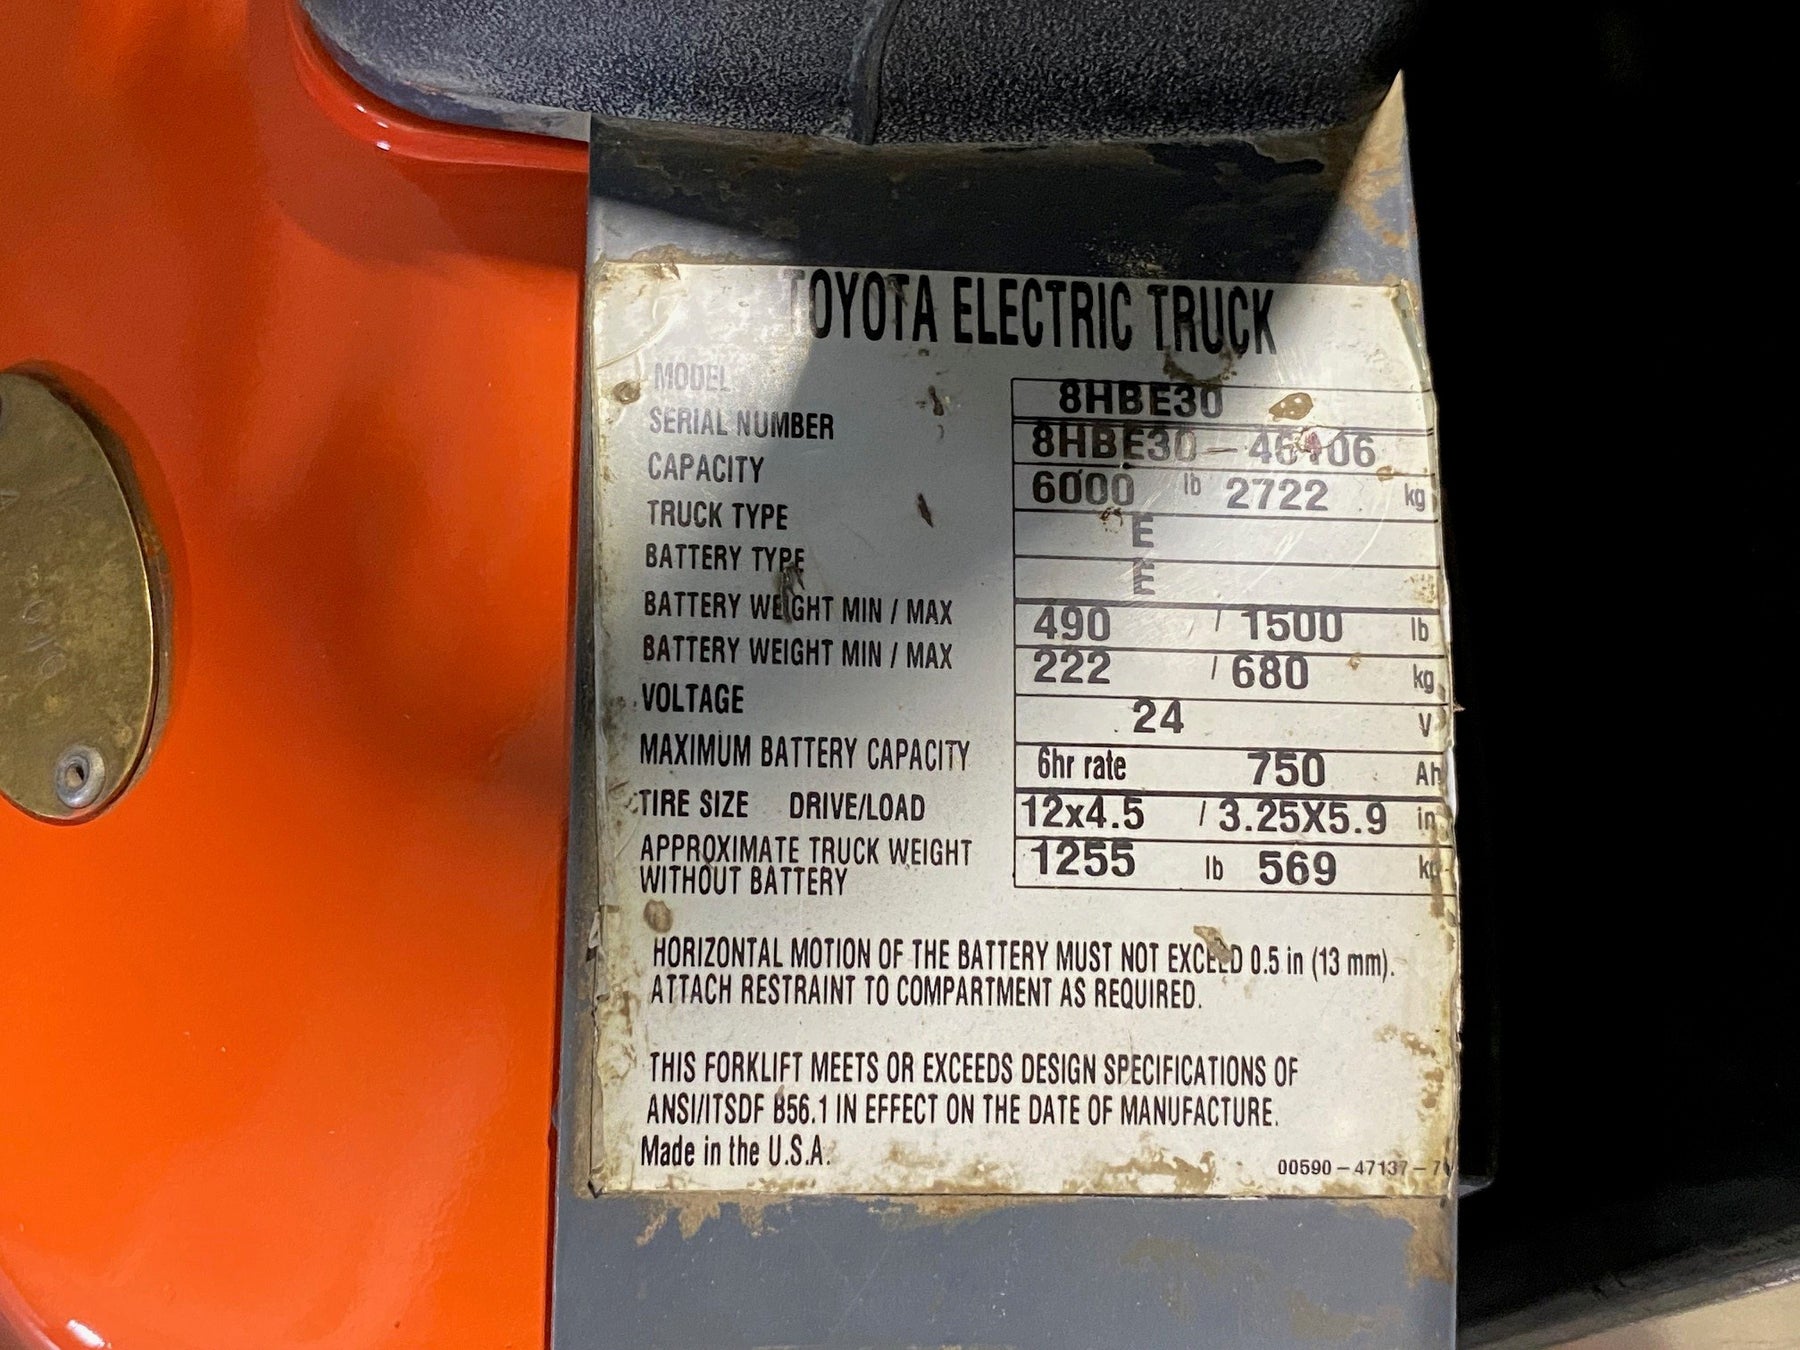 TOYOTA ELECTRIC TRUCK
MODEL 8HBE30
SERIAL NUMBER 8HBE30 – 46106
CAPACITY 6000 lb 2722 kg
TRUCK TYPE E
BATTERY TYPE E
BATTERY WEIGHT MIN / MAX 490 / 1500 lb
BATTERY WEIGHT MIN / MAX 222 / 680 kg
VOLTAGE 24 V
MAXIMUM BATTERY CAPACITY 6hr rate 750 Ah
TIRE SIZE DRIVE/LOAD 12x4.5 / 3.25X5.9 in
APPROXIMATE TRUCK WEIGHT 1255 lb 569 kg
WITHOUT BATTERY
HORIZONTAL MOTION OF THE BATTERY MUST NOT EXCEED 0.5 in (13 mm).
ATTACH RESTRAINT TO COMPARTMENT AS REQUIRED.
THIS FORKLIFT MEETS OR EXCEEDS DESIGN SPECIFICATIONS OF
ANSI/ITSDF B56.1 IN EFFECT ON THE DATE OF MANUFACTURE.
Made in the U.S.A.
00590–47137–7